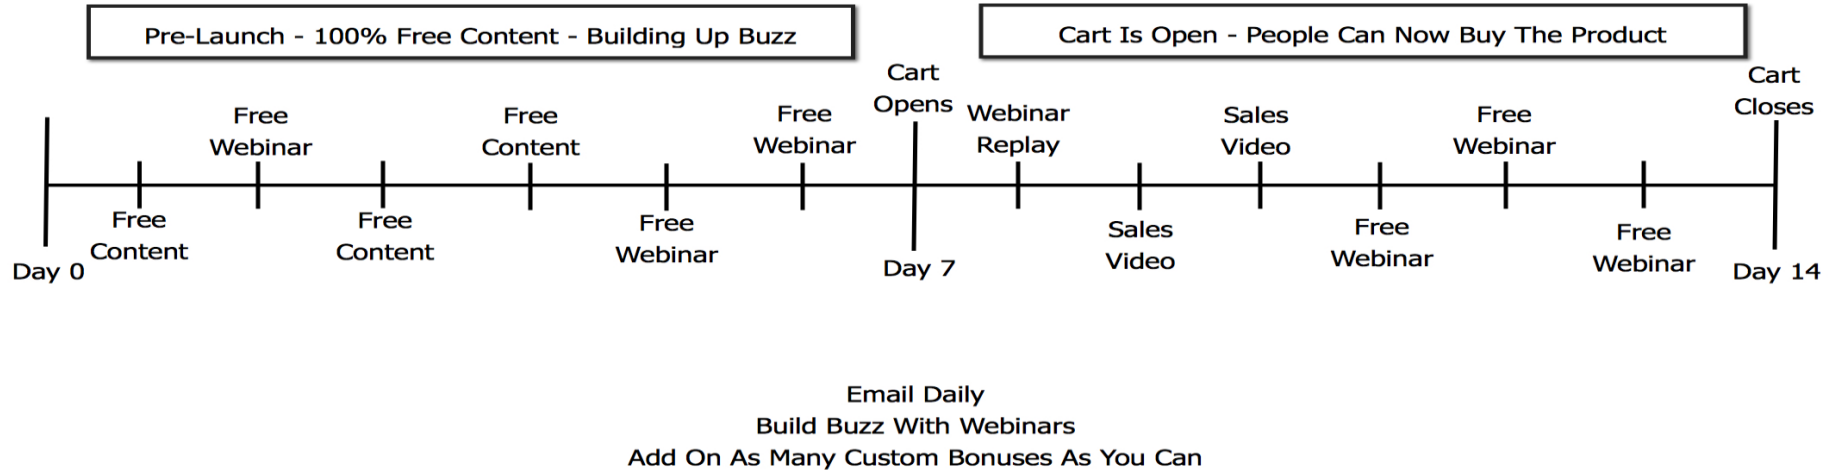 Pre-Launch - 100% Free Content - Building Up Buzz
Cart Is Open - People Can Now Buy The Product
Day 0
Free
Content
Free
Webinar
Free
Content
Free
Content
Free
Webinar
Free
Webinar
Cart
Opens
Day 7
Webinar
Replay
Sales
Video
Sales
Video
Free
Webinar
Free
Webinar
Free
Webinar
Cart
Closes
Day 14
Email Daily
Build Buzz With Webinars
Add On As Many Custom Bonuses As You Can